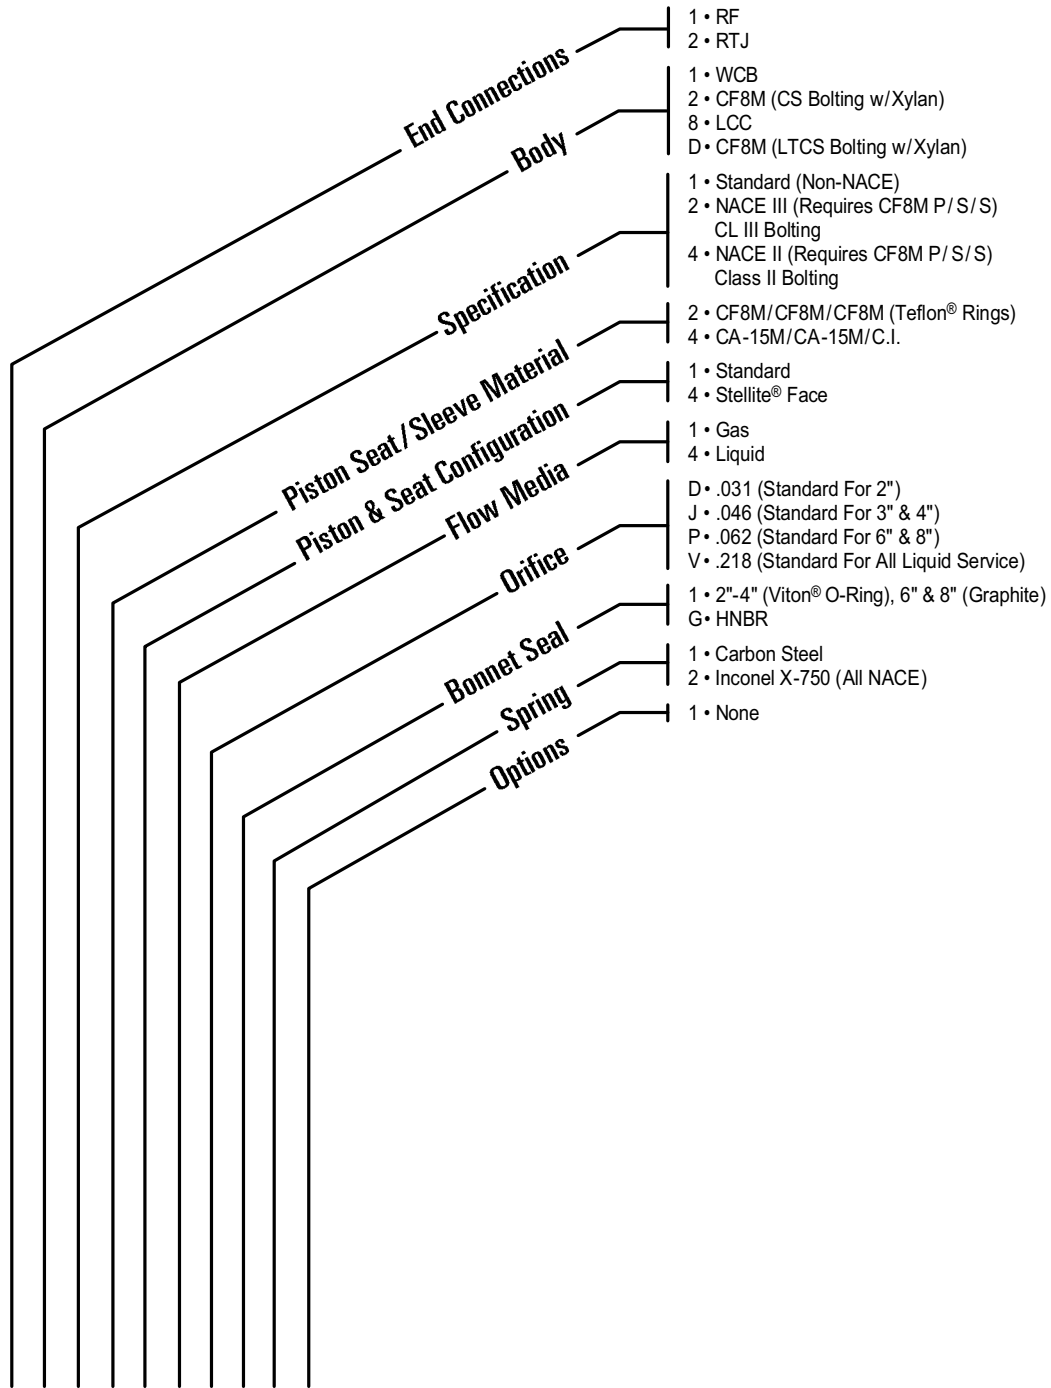 1 • RF
2 • RTJ
End Connections
1 • WCB
2 • CF8M (CS Bolting w/Xylan)
8 • LCC
D • CF8M (LTCS Bolting w/Xylan)
Body
1 • Standard (Non-NACE)
2 • NACE III (Requires CF8M P/S/S)
CL III Bolting
4 • NACE II (Requires CF8M P/S/S)
Class II Bolting
Specification
2 • CF8M/CF8M/CF8M (Teflon® Rings)
4 • CA-15M/CA-15M/C.I.
Piston Seat/Sleeve Material
1 • Standard
4 • Stellite® Face
Piston & Seat Configuration
1 • Gas
4 • Liquid
Flow Media
D • .031 (Standard For 2")
J • .046 (Standard For 3" & 4")
P • .062 (Standard For 6" & 8")
V • .218 (Standard For All Liquid Service)
Orifice
1 • 2"-4" (Viton® O-Ring), 6" & 8" (Graphite)
G • HNBR
Bonnet Seal
1 • Carbon Steel
2 • Inconel X-750 (All NACE)
Spring
1 • None
Options